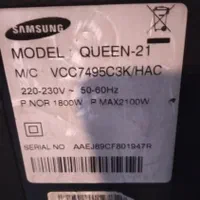 SAMSUNG
MODEL : QUEEN-21
M/C : VCC7495C3K/HAC
220-230V ~ 50-60Hz
P.NOR 1800W P.MAX2100W
SERIAL NO AAEJ69CF801947R